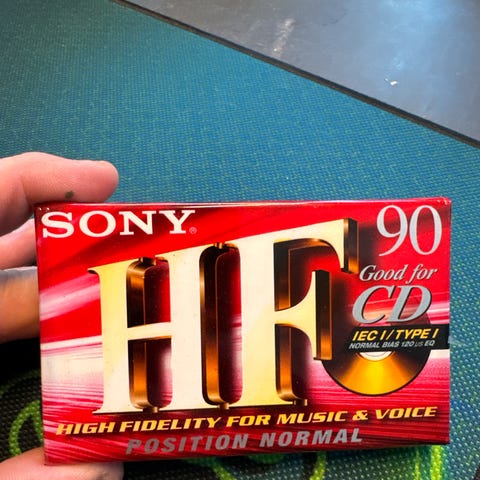 SONY®
90
HF
Good for
CD
IEC I / TYPE I
NORMAL BIAS 120 µs EQ
HIGH FIDELITY FOR MUSIC & VOICE
POSITION NORMAL